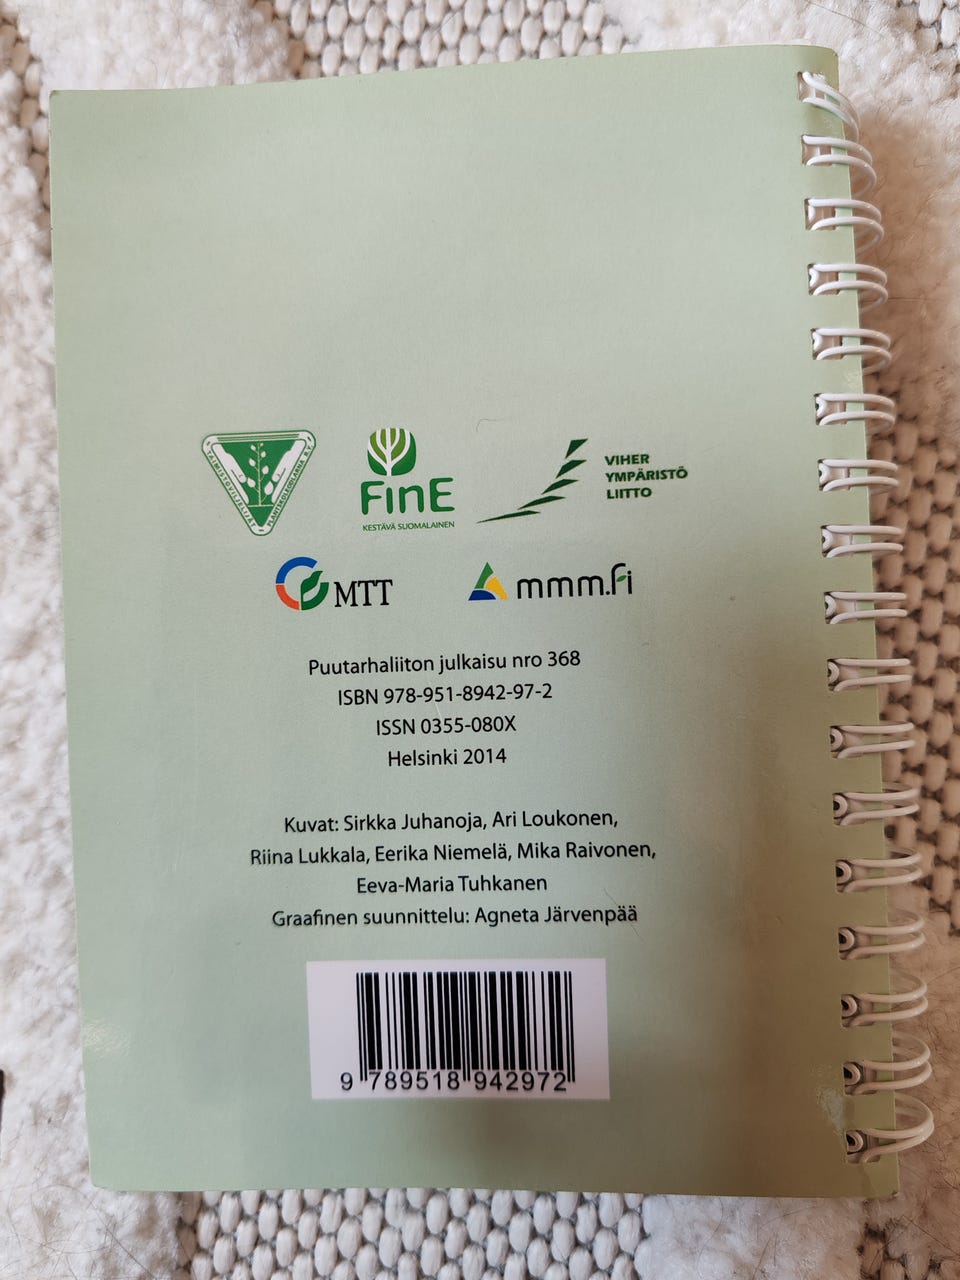 TAIMISTOVILJELIJÄT
PLANTSKOLEODLARNA R.Y.
FinE
KESTÄVÄ SUOMALAINEN
VIHER
YMPÄRISTÖ
LIITTO
MTT
mmm.fi
Puutarhaliiton julkaisu nro 368
ISBN 978-951-8942-97-2
ISSN 0355-080X
Helsinki 2014
Kuvat: Sirkka Juhanoja, Ari Loukonen,
Riina Lukkala, Eerika Niemelä, Mika Raivonen,
Eeva-Maria Tuhkanen
Graafinen suunnittelu: Agneta Järvenpää
9 789518 942972